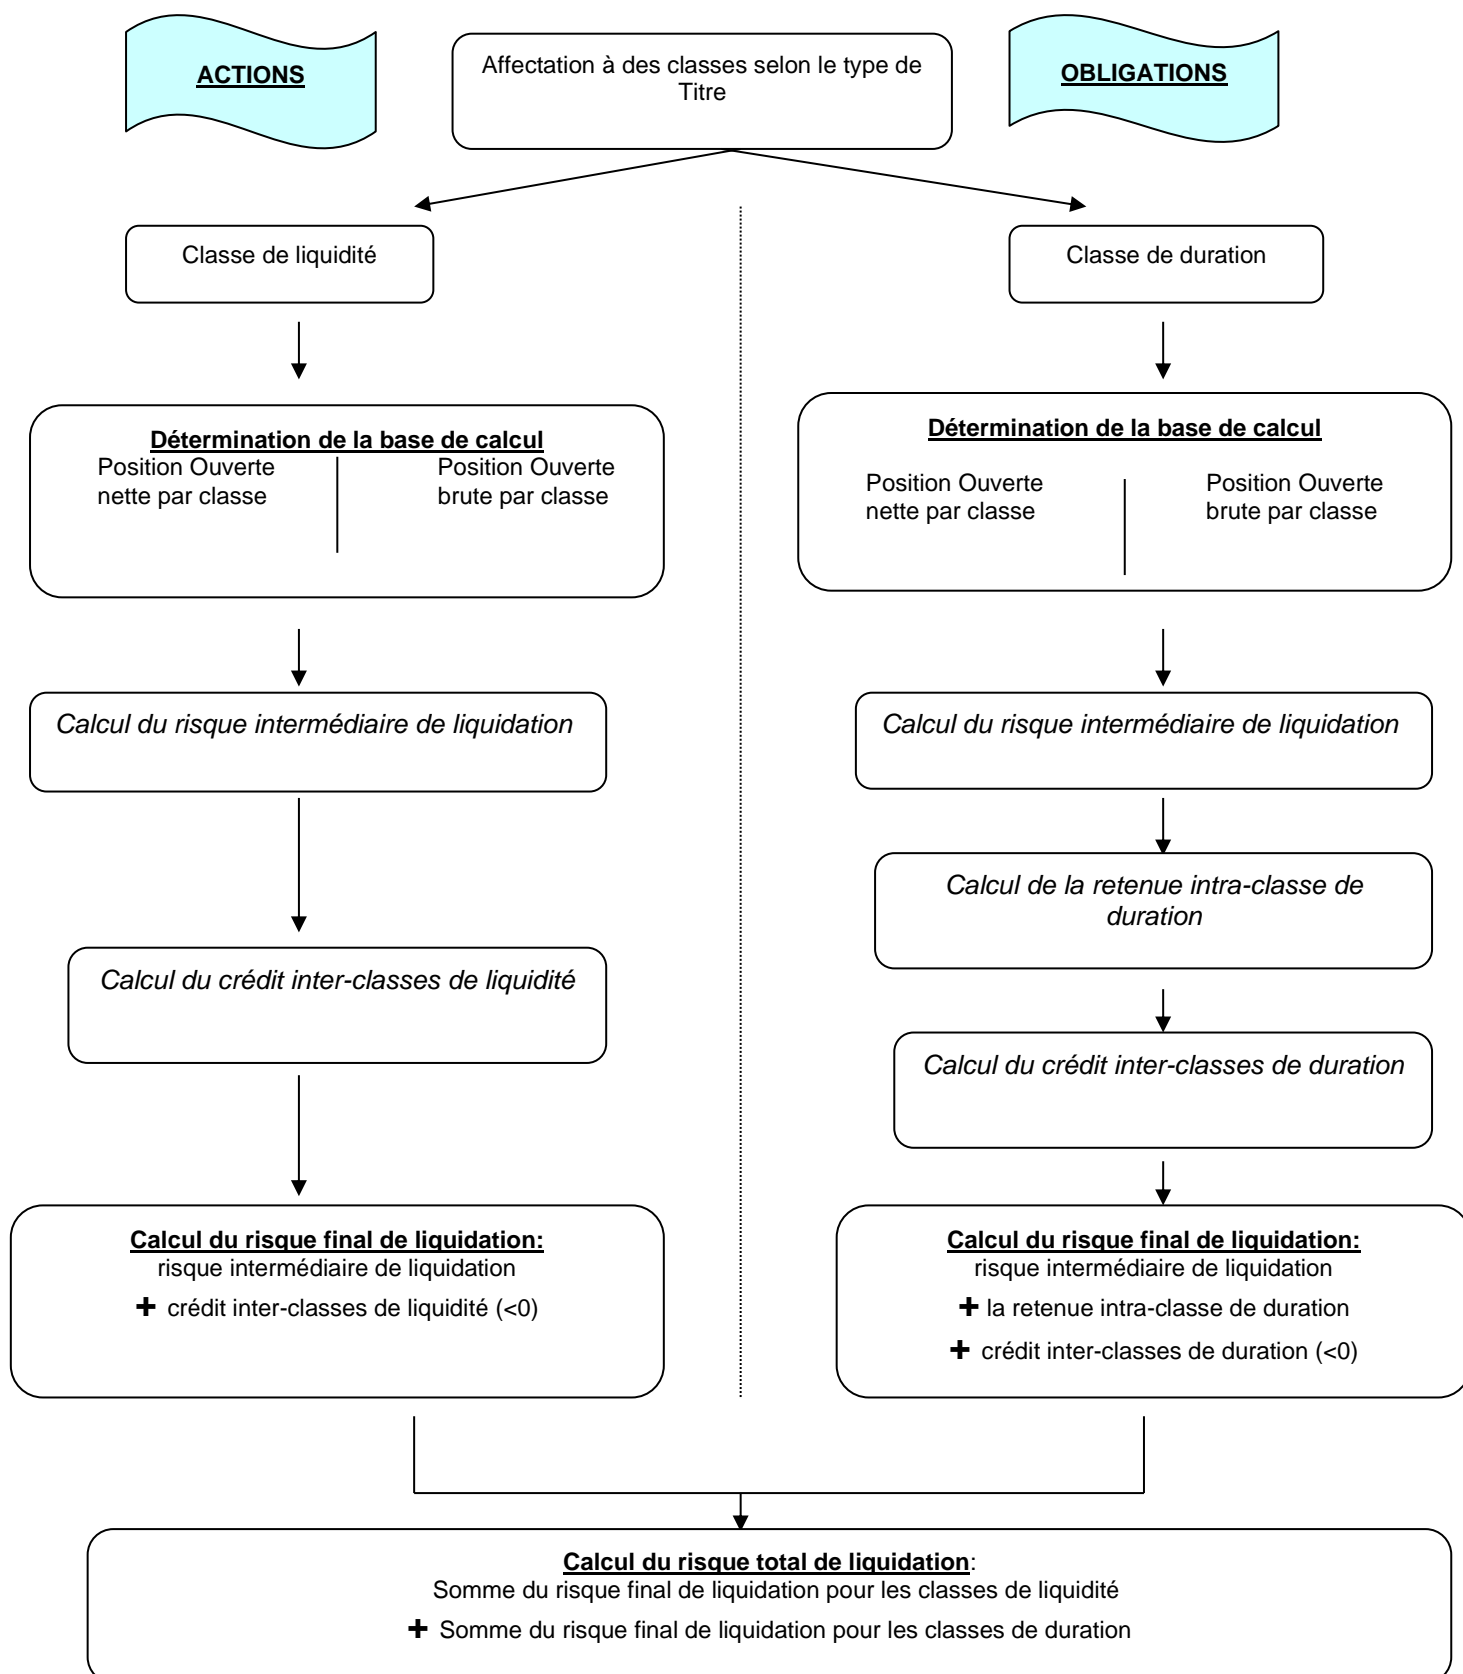 ACTIONS
Affectation à des classes selon le type de
Titre
OBLIGATIONS
Classe de liquidité
Classe de duration
Détermination de la base de calcul
Position Ouverte
nette par classe
Position Ouverte
brute par classe
Détermination de la base de calcul
Position Ouverte
nette par classe
Position Ouverte
brute par classe
Calcul du risque intermédiaire de liquidation
Calcul du risque intermédiaire de liquidation
Calcul de la retenue intra-classe de
duration
Calcul du crédit inter-classes de liquidité
Calcul du crédit inter-classes de duration
Calcul du risque final de liquidation:
risque intermédiaire de liquidation
+ crédit inter-classes de liquidité (<0)
Calcul du risque final de liquidation:
risque intermédiaire de liquidation
+ la retenue intra-classe de duration
+ crédit inter-classes de duration (<0)
Calcul du risque total de liquidation:
Somme du risque final de liquidation pour les classes de liquidité
+ Somme du risque final de liquidation pour les classes de duration